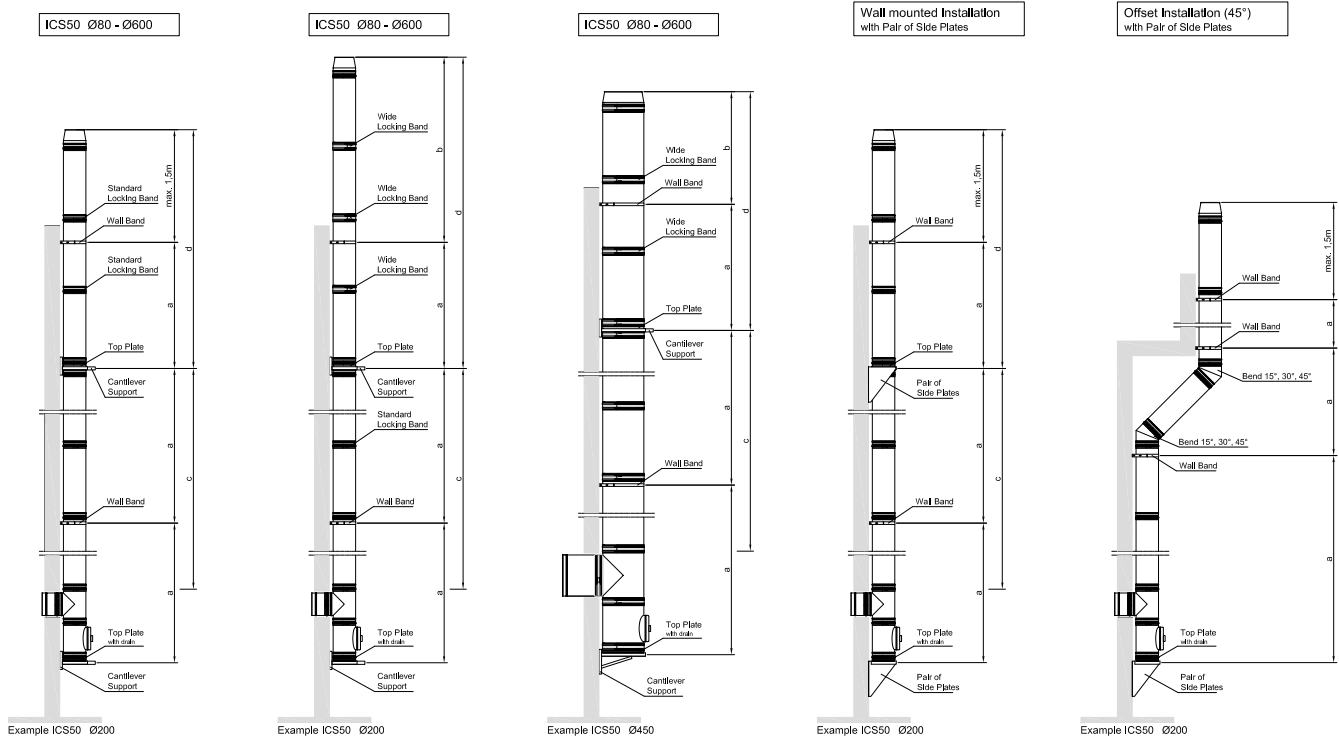 ICS50 Ø80 - Ø600
max. 1,5m
d
Standard
Locking Band
Wall Band
Standard
Locking Band
a
Top Plate
Cantilever
Support
a
c
Wall Band
a
Top Plate
with drain
Cantilever
Support
Example ICS50 Ø200
ICS50 Ø80 - Ø600
Wide
Locking Band
b
d
Wide
Locking Band
Wide
Locking Band
a
Top Plate
Cantilever
Support
Standard
Locking Band
a
c
Wall Band
a
Top Plate
with drain
Cantilever
Support
Example ICS50 Ø200
ICS50 Ø80 - Ø600
Wide
Locking Band
b
Wall Band
d
Wide
Locking Band
a
Top Plate
Cantilever
Support
a
c
Wall Band
a
Top Plate
with drain
Cantilever
Support
Example ICS50 Ø450
Wall mounted Installation
with Pair of Side Plates
max. 1,5m
d
Wall Band
a
Top Plate
Pair of
Side Plates
a
c
Wall Band
a
Top Plate
with drain
Pair of
Side Plates
Example ICS50 Ø200
Offset Installation (45°)
with Pair of Side Plates
max. 1,5m
Wall Band
a
Wall Band
Bend 15°, 30°, 45°
a
Bend 15°, 30°, 45°
Wall Band
a
Top Plate
with drain
Pair of
Side Plates
Example ICS50 Ø200